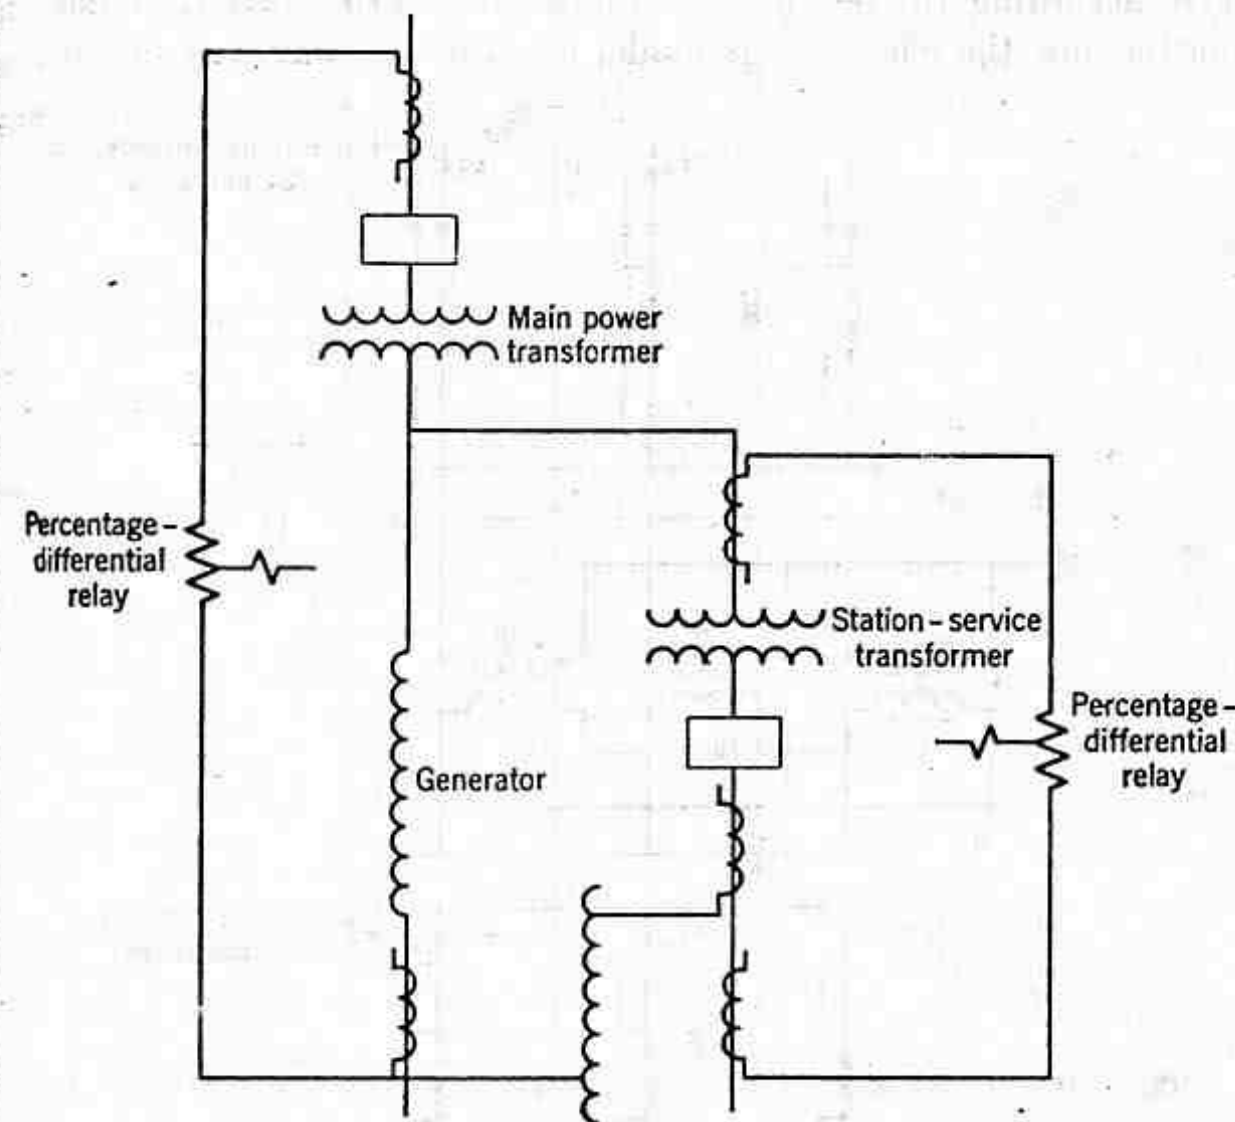 Main power
transformer
Percentage-
differential
relay
Station-service
transformer
Percentage-
differential
relay
Generator